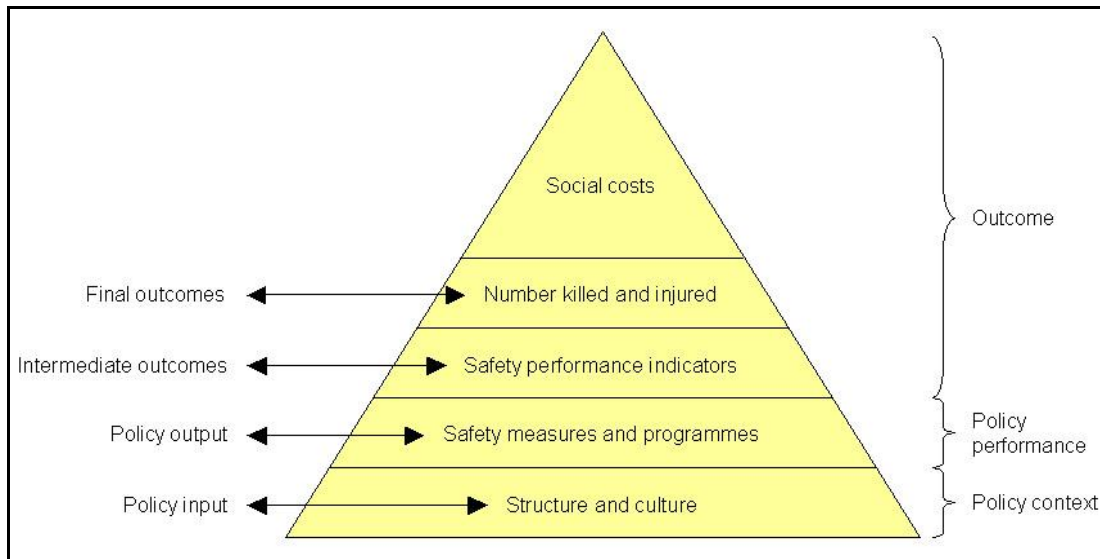 Social costs
Outcome
Final outcomes
Number killed and injured
Intermediate outcomes
Safety performance indicators
Policy output
Safety measures and programmes
Policy
performance
Policy input
Structure and culture
Policy context